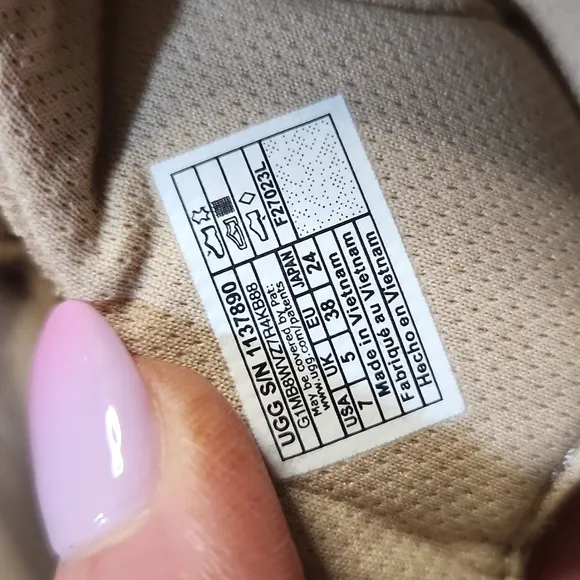 F27023L
UGG S/N 1137890
G1MB8WVZ7R4KB88
May be covered by Pat:
www.ugg.com/patents
USA UK EU JAPAN
7 5 38 24
Made in Vietnam
Fabriqué au Vietnam
Hecho en Vietnam